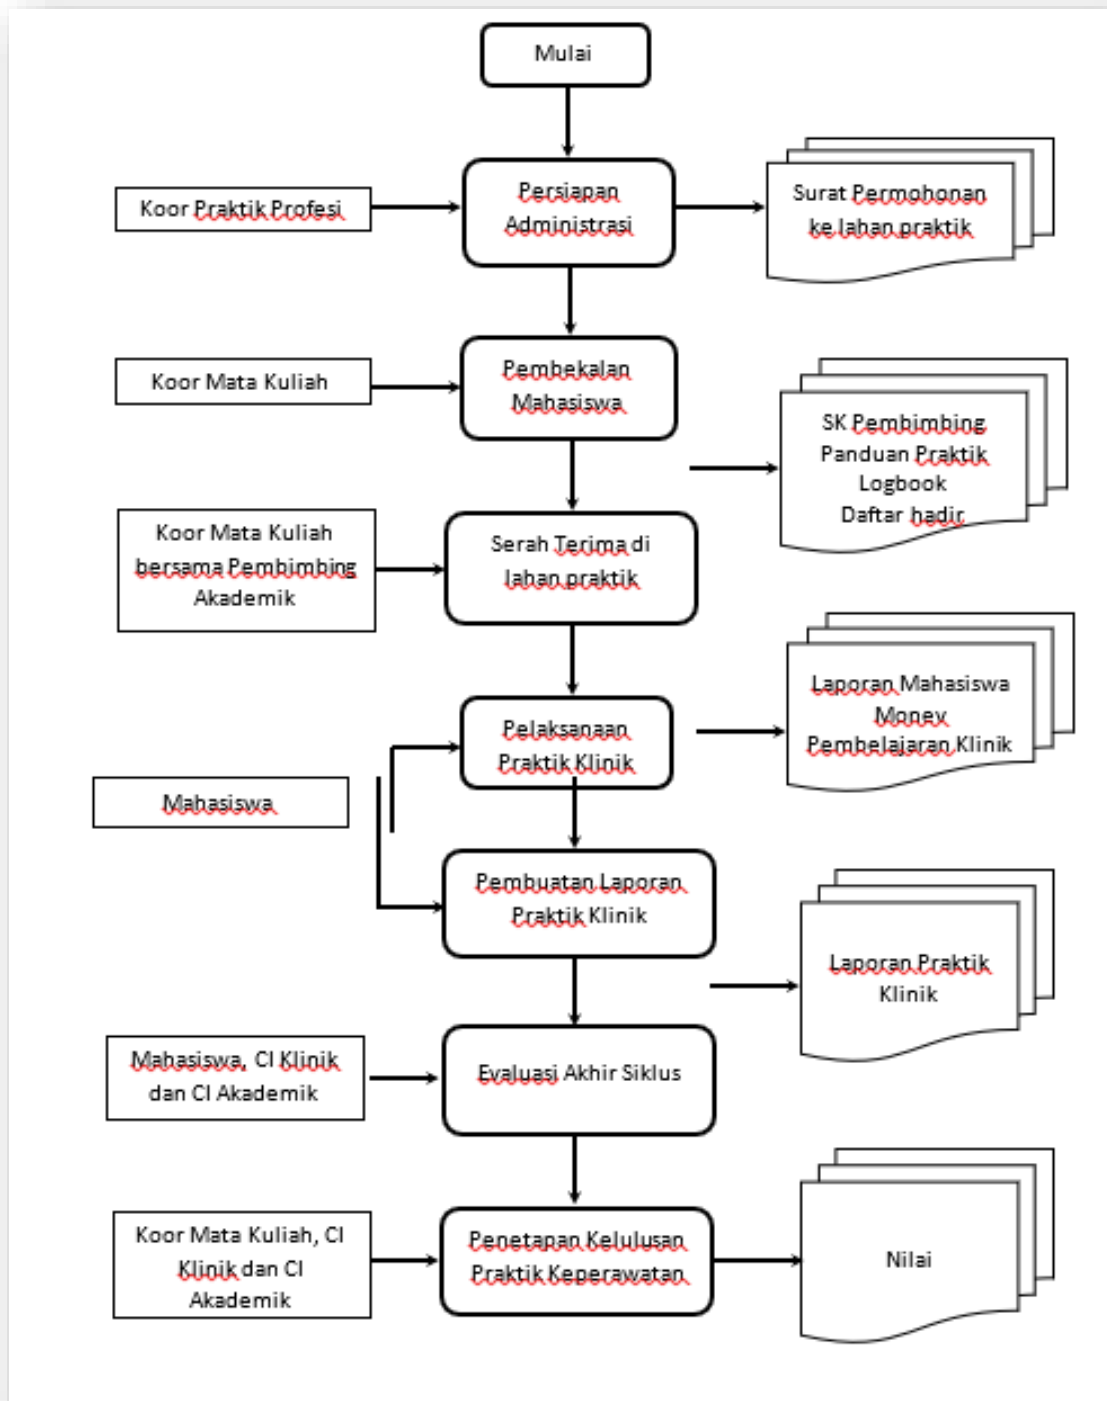 Mulai
Koor Praktik Profesi
Persiapan
Administrasi
Surat Permohonan
ke lahan praktik
Koor Mata Kuliah
Pembekalan
Mahasiswa
SK Pembimbing
Panduan Praktik
Logbook
Daftar hadir
Koor Mata Kuliah
bersama Pembimbing
Akademik
Serah Terima di
lahan praktik
Laporan Mahasiswa
Monev
Pembelajaran Klinik
Pelaksanaan
Praktik Klinik
Mahasiswa
Pembuatan Laporan
Praktik Klinik
Laporan Praktik
Klinik
Mahasiswa, CI Klinik
dan CI Akademik
Evaluasi Akhir Siklus
Koor Mata Kuliah, CI
Klinik dan CI
Akademik
Penetapan Kelulusan
Praktik Keperawatan
Nilai